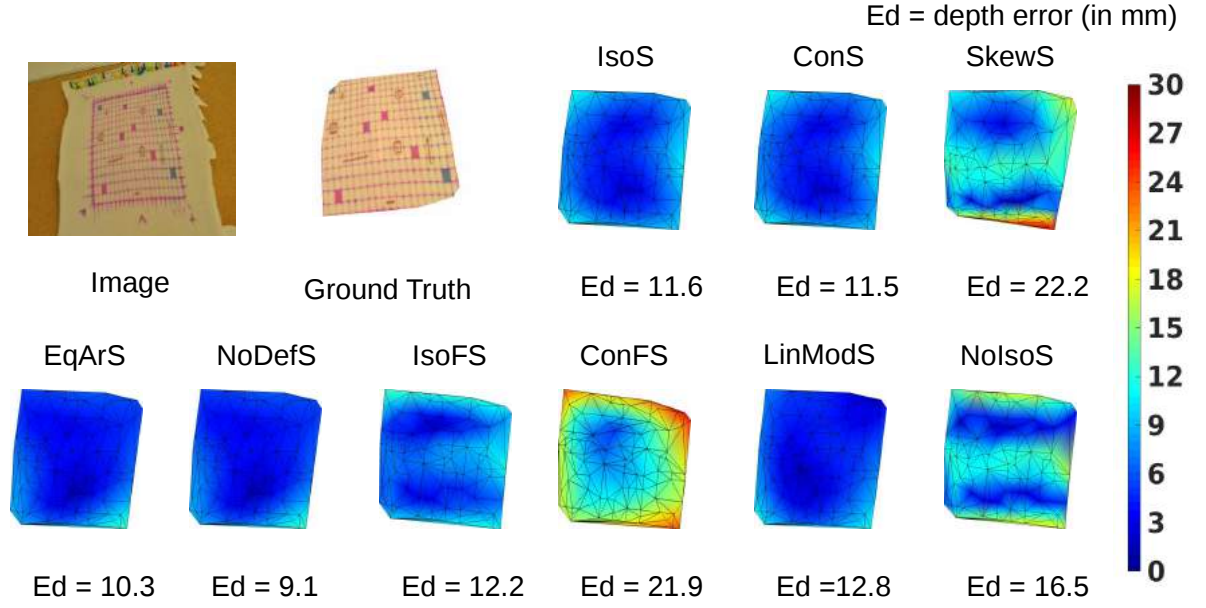 Ed = depth error (in mm)
IsoS
ConS
SkewS
Image
Ground Truth
Ed = 11.6
Ed = 11.5
Ed = 22.2
EqArS
NoDefS
IsoFS
ConFS
LinModS
NoIsoS
Ed = 10.3
Ed = 9.1
Ed = 12.2
Ed = 21.9
Ed =12.8
Ed = 16.5
30
27
24
21
18
15
12
9
6
3
0